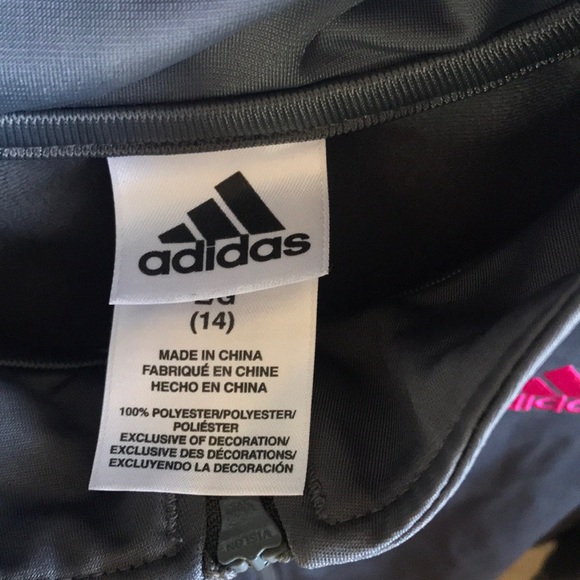 adidas
(14)
MADE IN CHINA
FABRIQUÉ EN CHINE
HECHO EN CHINA
100% POLYESTER/POLYESTER/
POLIÉSTER
EXCLUSIVE OF DECORATION/
EXCLUSIVE DES DÉCORATIONS/
EXCLUYENDO LA DECORACIÓN